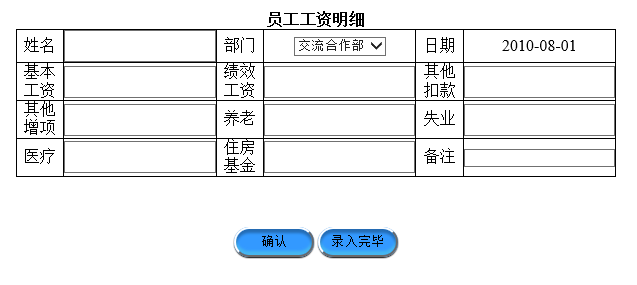 员工工资明细
姓名 部门 交流合作部 日期 2010-08-01
基本 绩效 其他
工资 工资 扣款
其他
增项 养老 失业
医疗 住房 备注
基金
确认 录入完毕